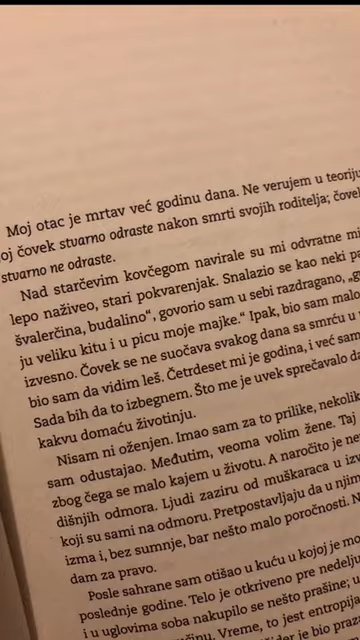 Moj otac je mrtav već godinu dana. Ne verujem u teoriju
oj čovek stvarno odraste nakon smrti svojih roditelja; čovek
stvarno ne odraste.
Nad starčevim kovčegom navirale su mi odvratne mi
lepo naživeo, stari pokvarenjak. Snalazio se kao neki pa
švalerčina, budalino“, govorio sam u sebi razdragano, „g
ju veliku kitu i u picu moje majke.“ Ipak, bio sam malo
izvesno. Čovek se ne suočava svakog dana sa smrću u
bio sam da vidim leš. Četrdeset mi je godina, i već sam
Sada bih da to izbegnem. Što me je uvek sprečavalo da
kakvu domaću životinju.
Nisam ni oženjen. Imao sam za to prilike, nekolik
sam odustajao. Međutim, veoma volim žene. Taj
zbog čega se malo kajem u životu. A naročito je ne
dišnjih odmora. Ljudi zaziru od muškaraca u izv
koji su sami na odmoru. Pretpostavljaju da u njim
izma i, bez sumnje, bar nešto malo poročnosti. N
dam za pravo.
Posle sahrane sam otišao u kuću u kojoj je mo
poslednje godine. Telo je otkriveno pre nedelju
i u uglovima soba nakupilo se nešto prašine;
Vreme, to jest entropija
je bio praz